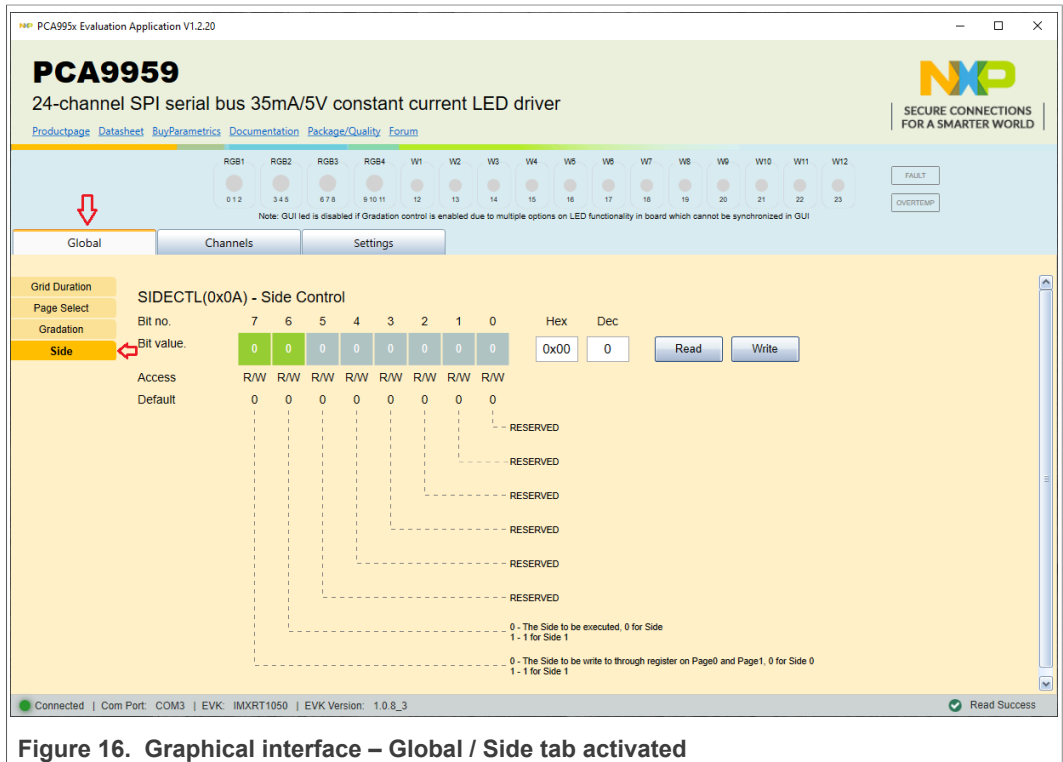 PCA995x Evaluation Application V1.2.20
PCA9959
24-channel SPI serial bus 35mA/5V constant current LED driver
Productpage Datasheet BuyParametrics Documentation Package/Quality Forum
NXP
SECURE CONNECTIONS
FOR A SMARTER WORLD
RGB1 RGB2 RGB3 RGB4 W1 W2 W3 W4 W5 W6 W7 W8 W9 W10 W11 W12
0 1 2 3 4 5 6 7 8 9 10 11 12 13 14 15 16 17 18 19 20 21 22 23
FAULT
OVERTEMP
Note: GUI led is disabled if Gradation control is enabled due to multiple options on LED functionality in board which cannot be synchronized in GUI
Global Channels Settings
Grid Duration
Page Select
Gradation
Side
SIDECTL(0x0A) - Side Control
Bit no. 7 6 5 4 3 2 1 0 Hex Dec
Bit value. 0 0 0 0 0 0 0 0 0x00 0 Read Write
Access R/W R/W R/W R/W R/W R/W R/W R/W
Default 0 0 0 0 0 0 0 0
RESERVED
RESERVED
RESERVED
RESERVED
RESERVED
RESERVED
0 - The Side to be executed, 0 for Side
1 - 1 for Side 1
0 - The Side to be write to through register on Page0 and Page1, 0 for Side 0
1 - 1 for Side 1
Connected | Com Port: COM3 | EVK: IMXRT1050 | EVK Version: 1.0.8_3 Read Success
Figure 16. Graphical interface – Global / Side tab activated